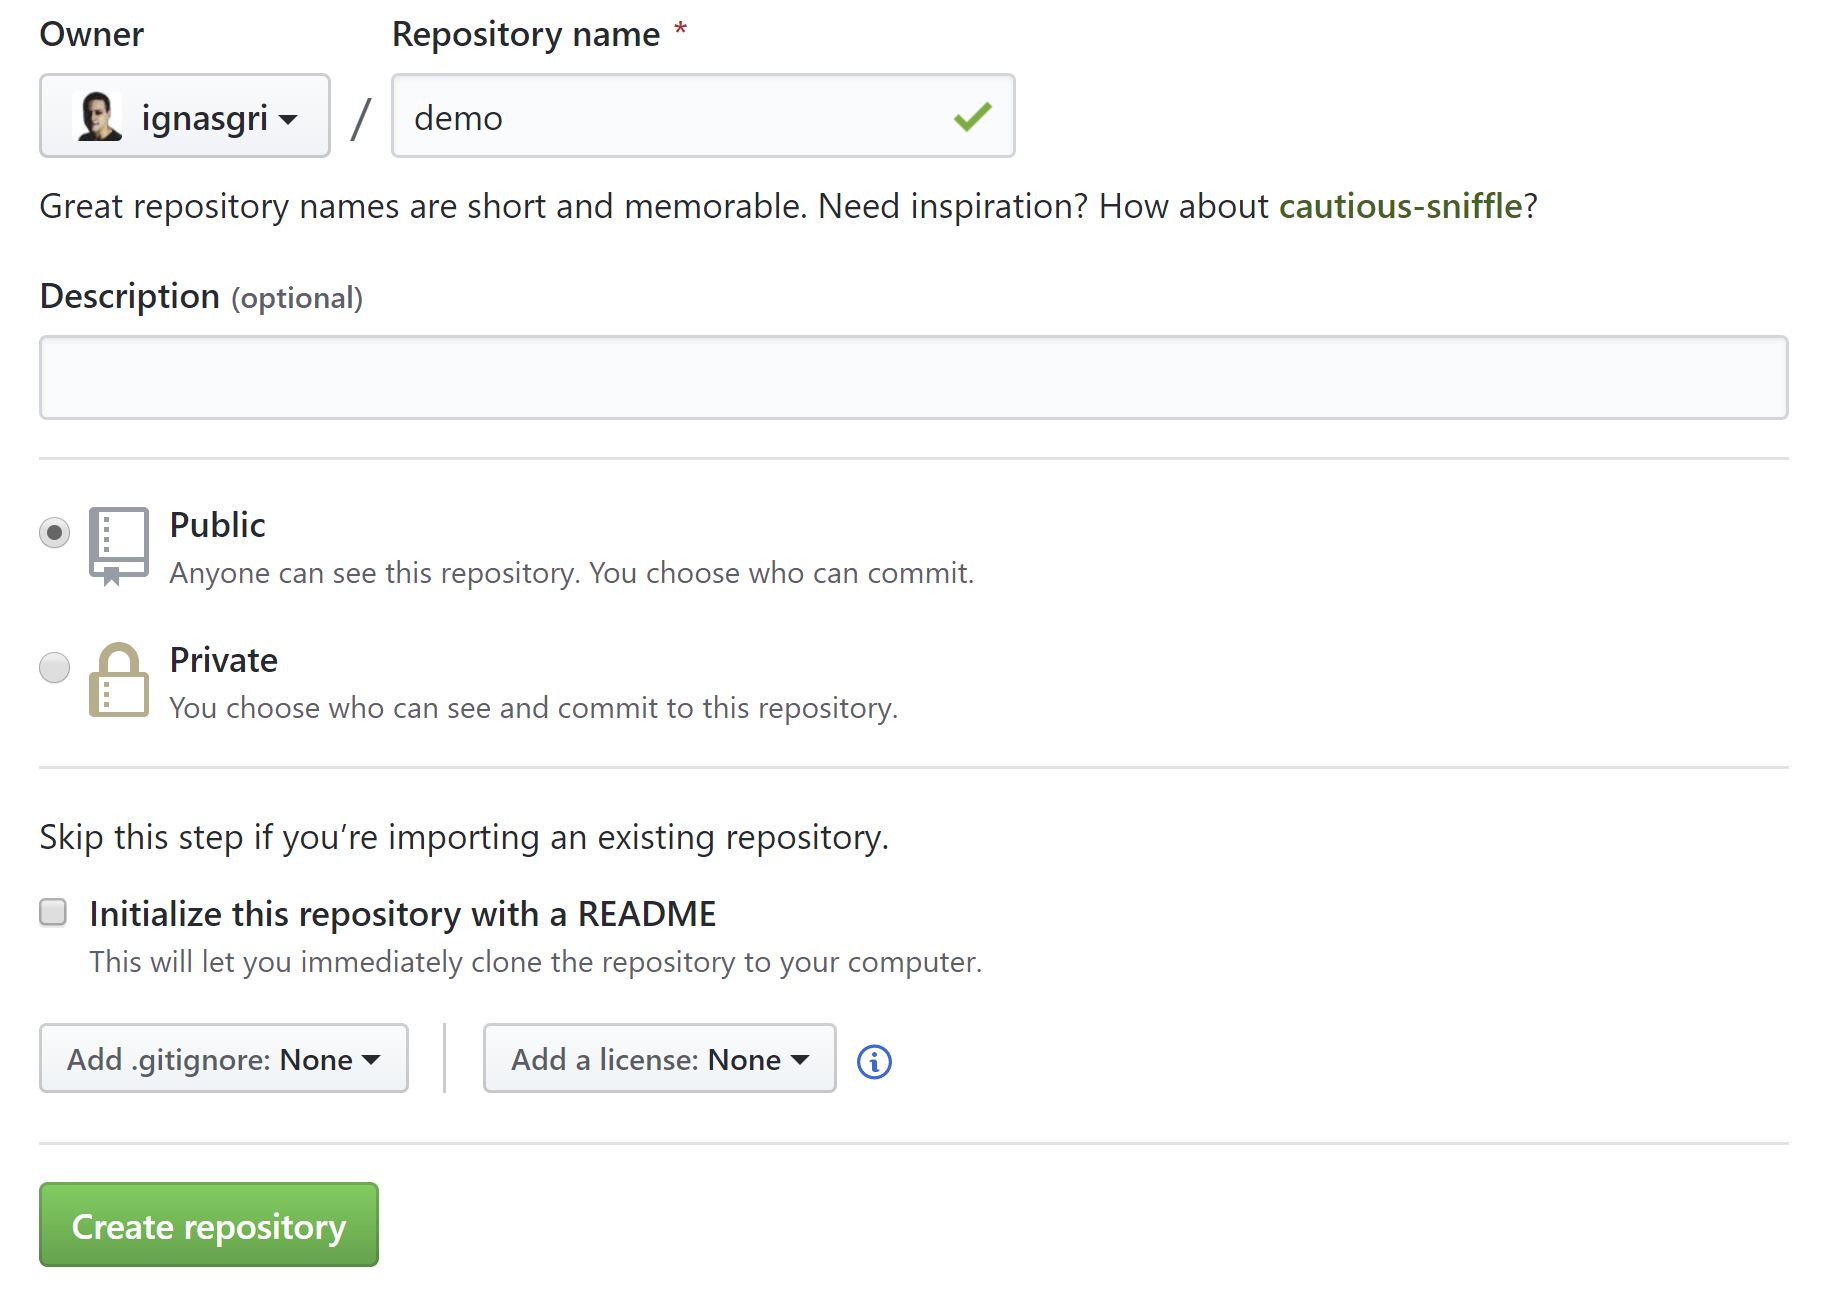 Owner Repository name *
ignasgri / demo
Great repository names are short and memorable. Need inspiration? How about cautious-sniffle?
Description (optional)
Public
Anyone can see this repository. You choose who can commit.
Private
You choose who can see and commit to this repository.
Skip this step if you’re importing an existing repository.
Initialize this repository with a README
This will let you immediately clone the repository to your computer.
Add .gitignore: None Add a license: None
Create repository